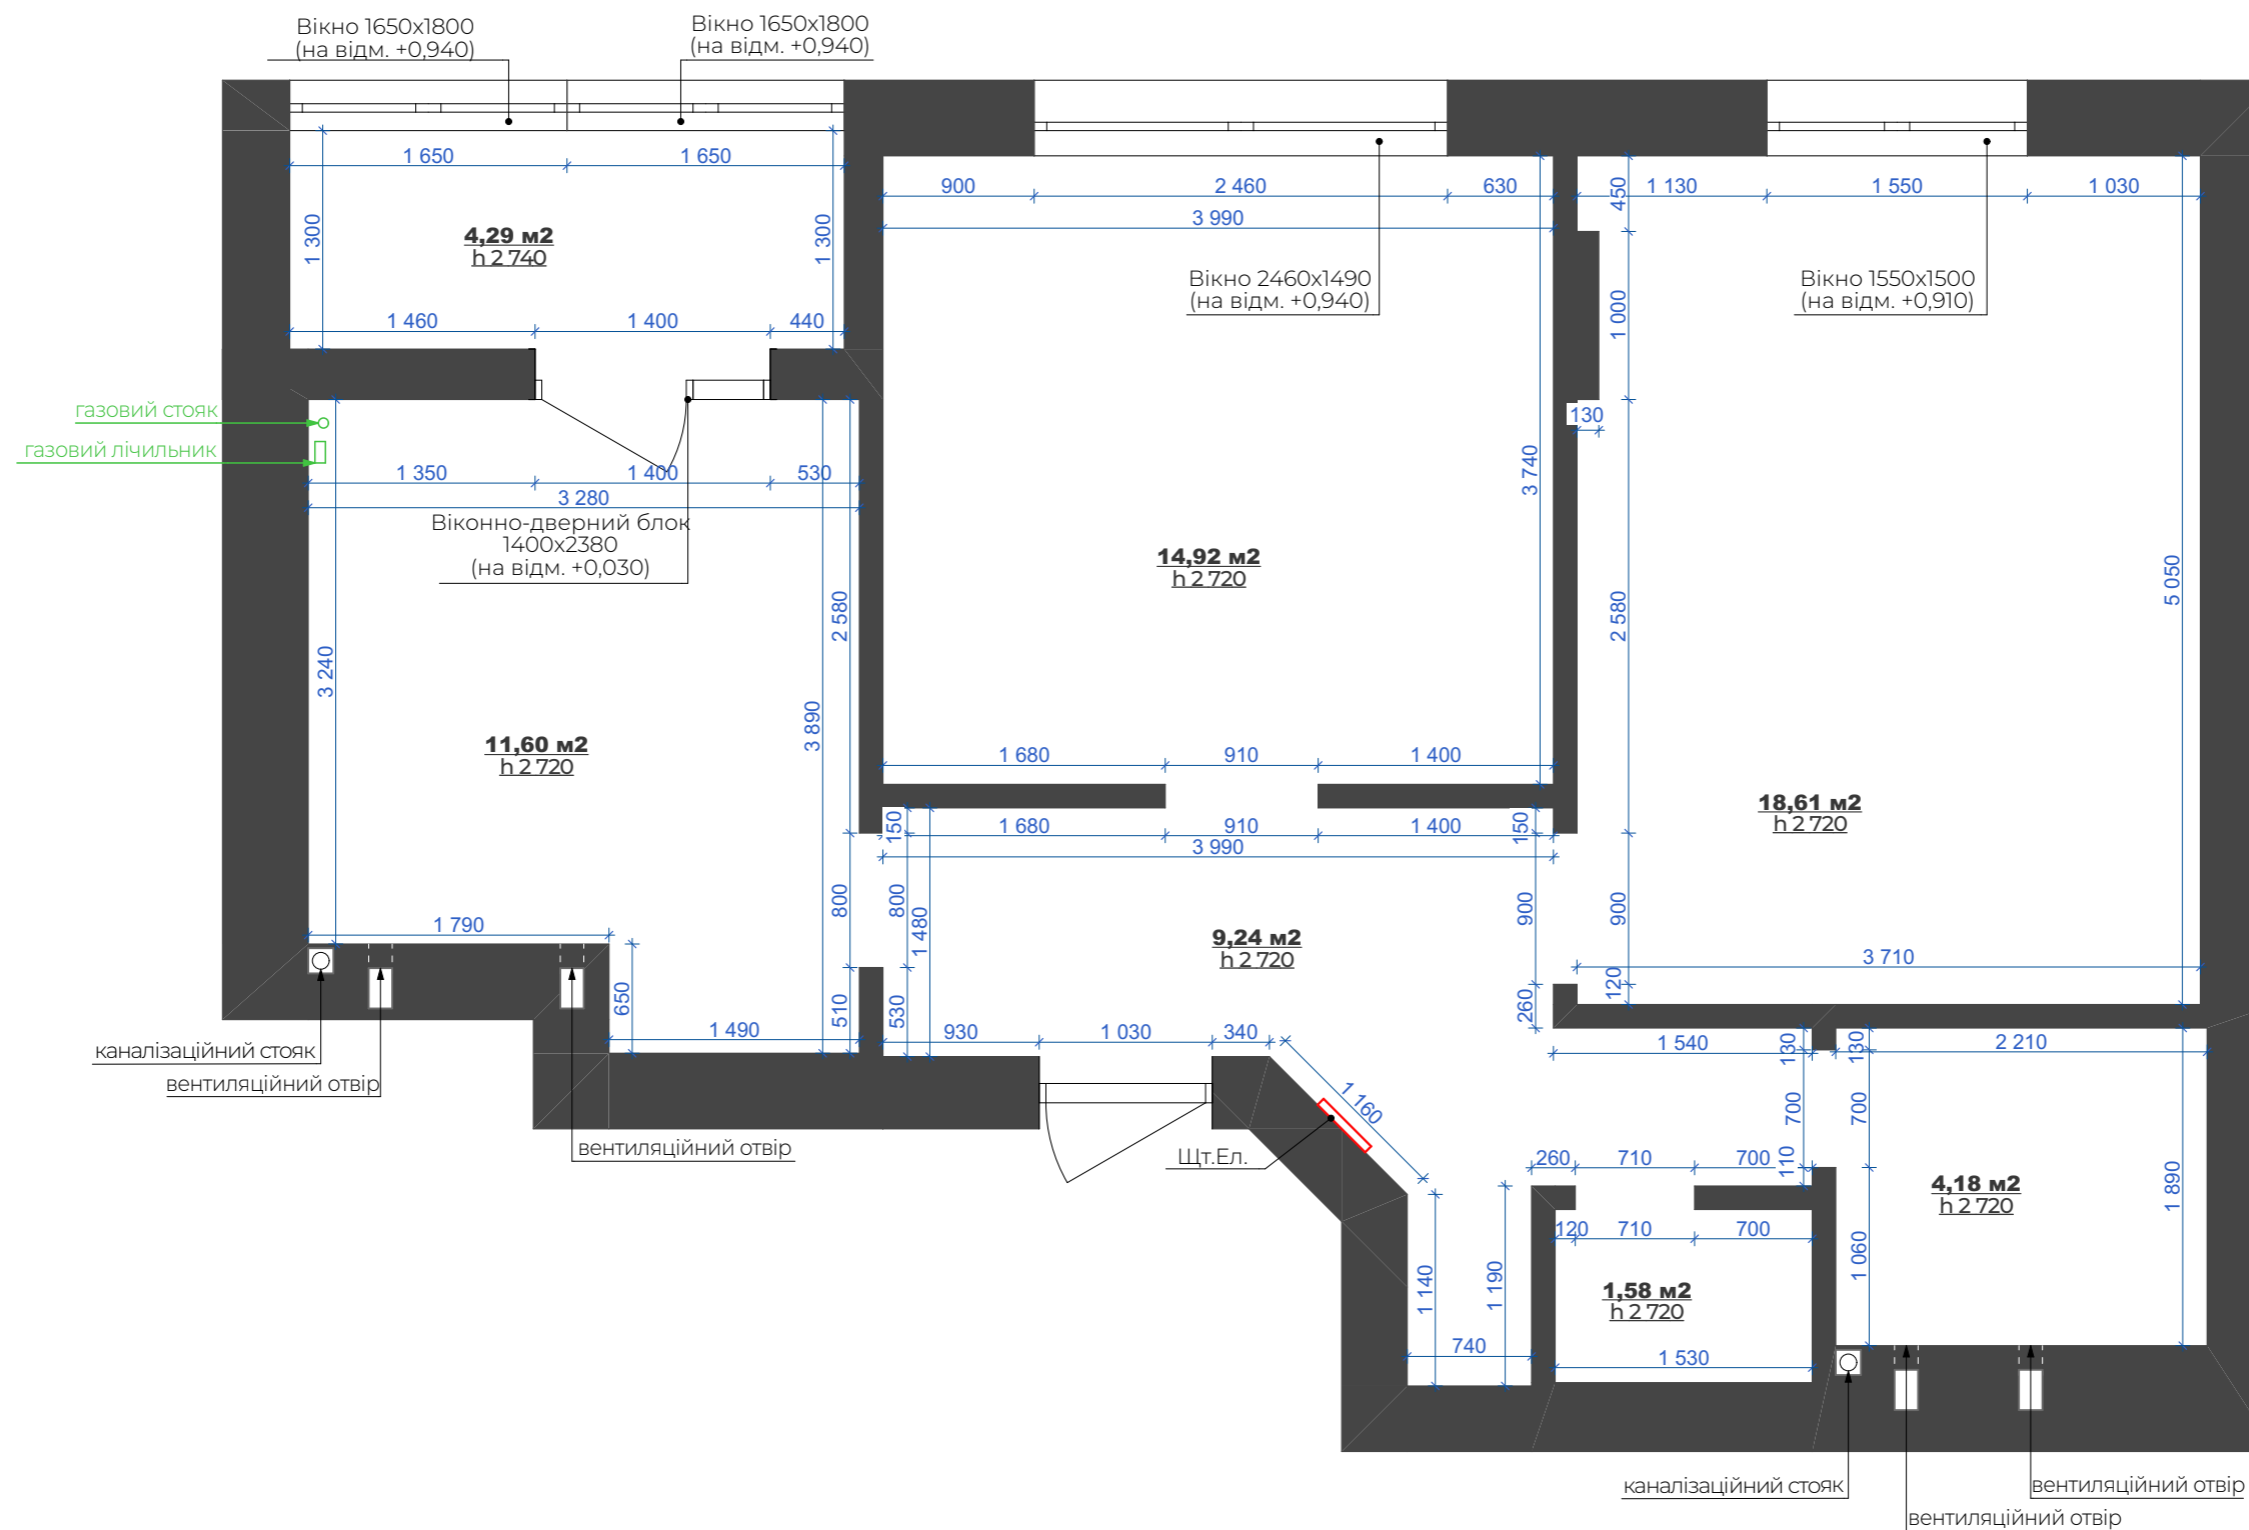 Вікно 1650х1800
(на відм. +0,940)
Вікно 1650х1800
(на відм. +0,940)
1 650
1 650
1 300
1 300
4,29 м2
h 2 740
1 460
1 400
440
900
2 460
630
3 990
Вікно 2460х1490
(на відм. +0,940)
450
1 130
1 550
1 030
1 000
Вікно 1550х1500
(на відм. +0,910)
130
газовий стояк
газовий лічильник
1 350
1 400
530
3 280
Віконно-дверний блок
1400х2380
(на відм. +0,030)
3 740
14,92 м2
h 2 720
2 580
2 580
5 050
3 240
3 890
11,60 м2
h 2 720
1 680
910
1 400
18,61 м2
h 2 720
150
1 680
910
1 400
150
3 990
800
800
1 480
900
900
1 790
9,24 м2
h 2 720
3 710
120
260
650
510
530
1 490
930
1 030
340
1 540
130
130
2 210
каналізаційний стояк
вентиляційний отвір
вентиляційний отвір
1 160
Щт.Ел.
700
700
260
710
700
110
4,18 м2
h 2 720
1 890
120
710
700
1 060
1 140
1 190
1,58 м2
h 2 720
740
1 530
каналізаційний стояк
вентиляційний отвір
вентиляційний отвір